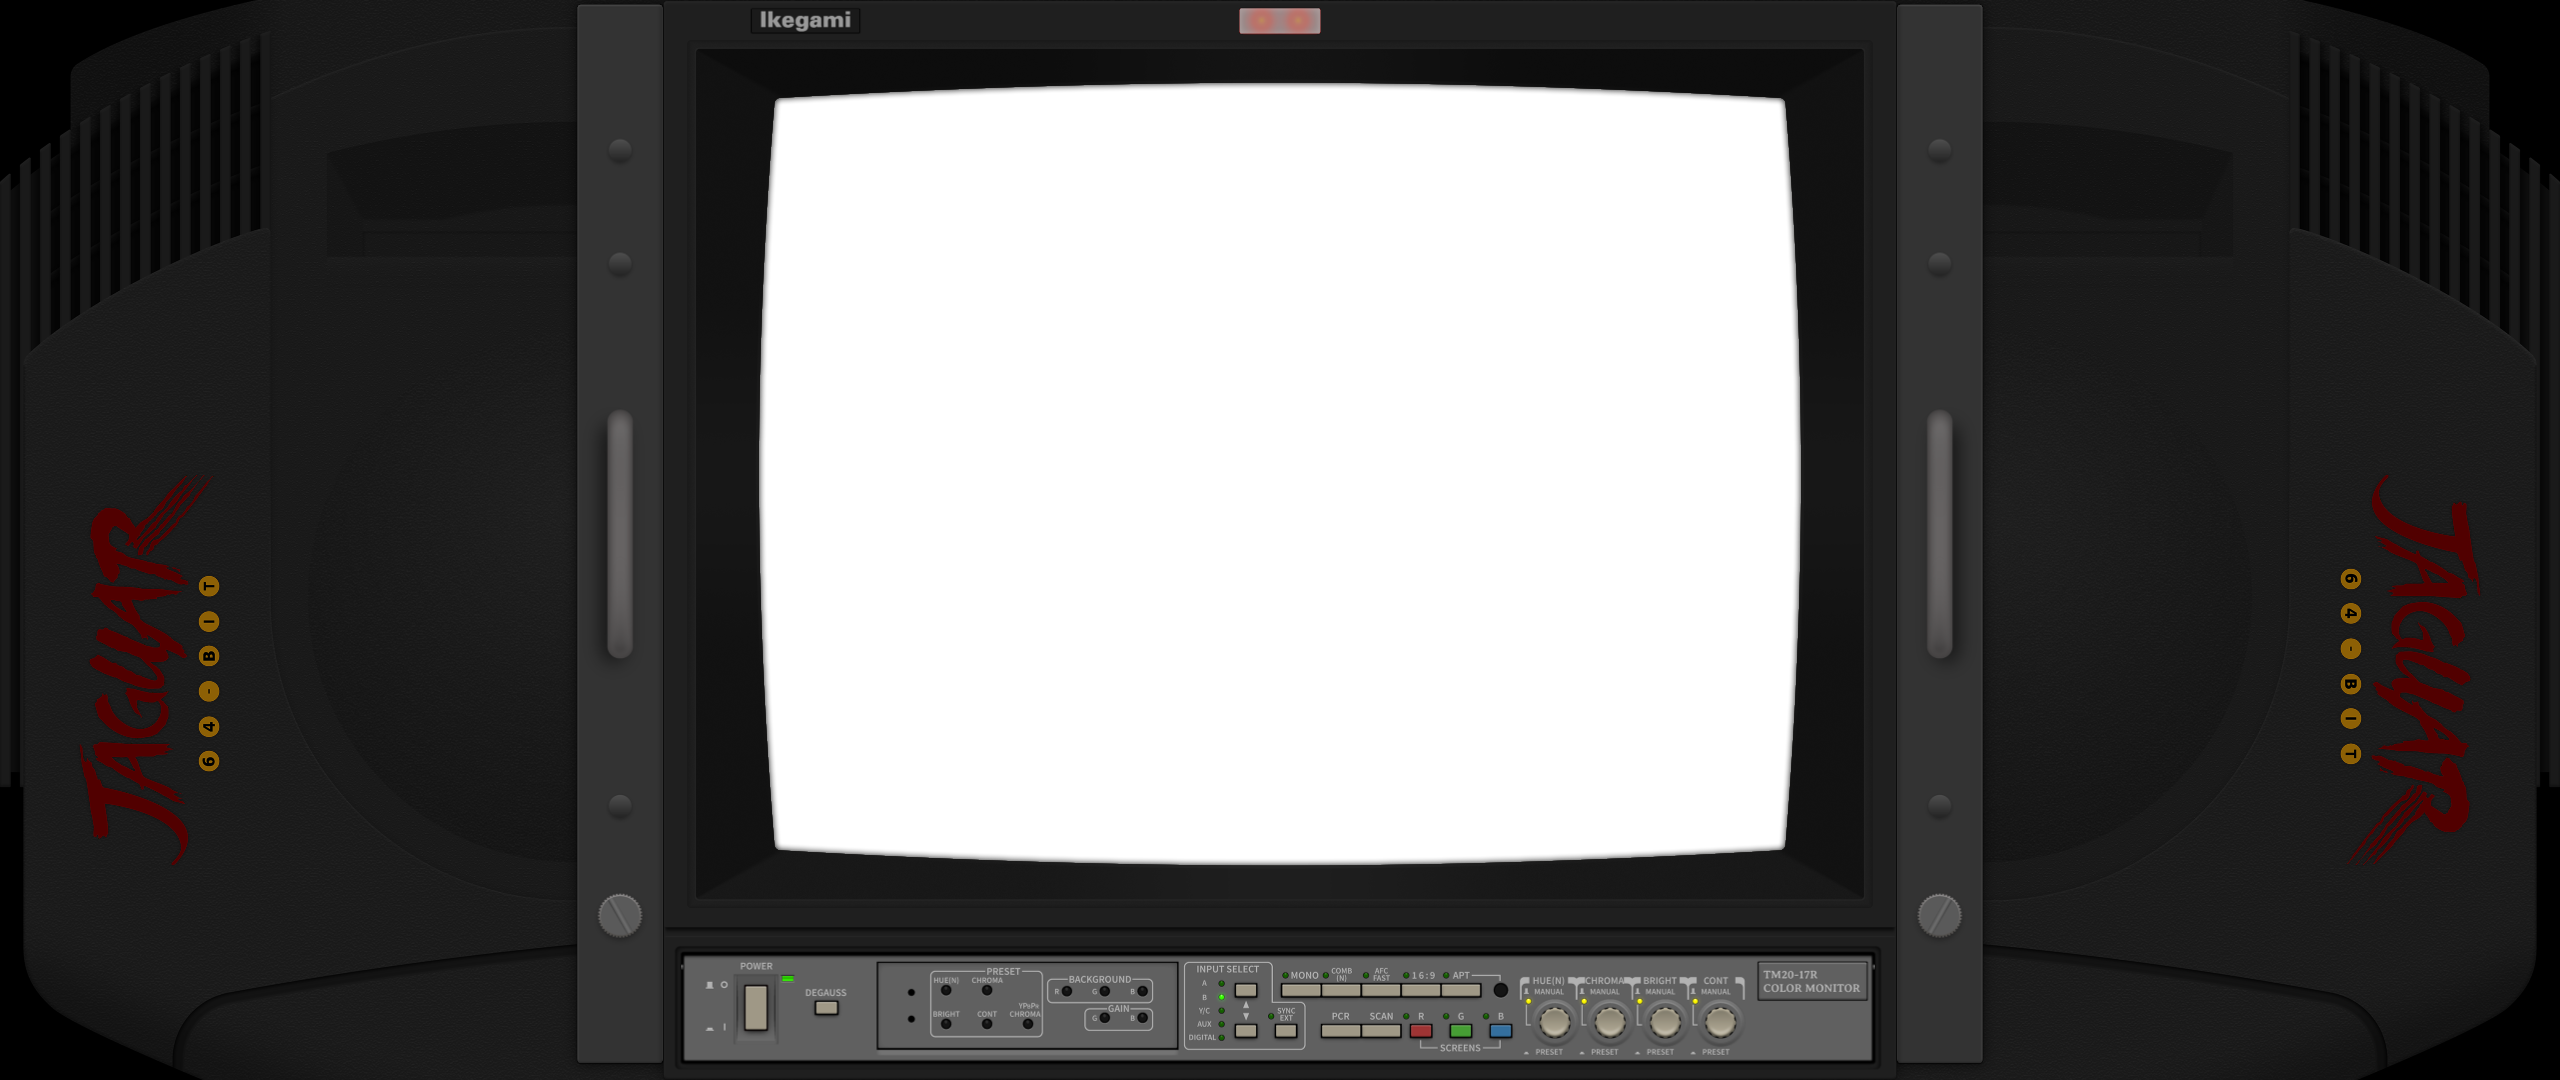 Ikegami
JAGUAR
64-BIT
JAGUAR
64-BIT
POWER
DEGAUSS
PRESET
HUE(N) CHROMA
YPBPR
BRIGHT CONT CHROMA
BACKGROUND
R G B
GAIN
G B
INPUT SELECT
A
B
Y/C
AUX
DIGITAL
SYNC
EXT
MONO COMB (N) AFC FAST 16:9 APT
PCR SCAN R G B
SCREENS
HUE(N) CHROMA BRIGHT CONT
MANUAL MANUAL MANUAL MANUAL
PRESET PRESET PRESET PRESET
TM20-17R
COLOR MONITOR